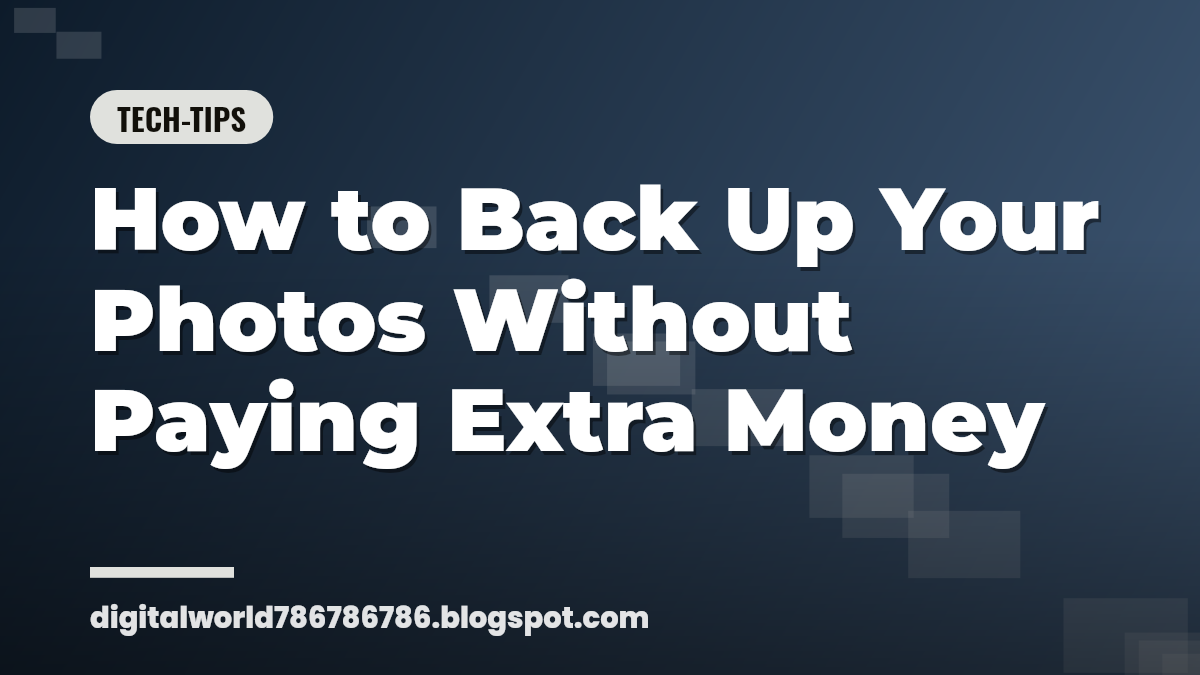 TECH-TIPS
How to Back Up Your
Photos Without
Paying Extra Money
digitalworld786786786.blogspot.com